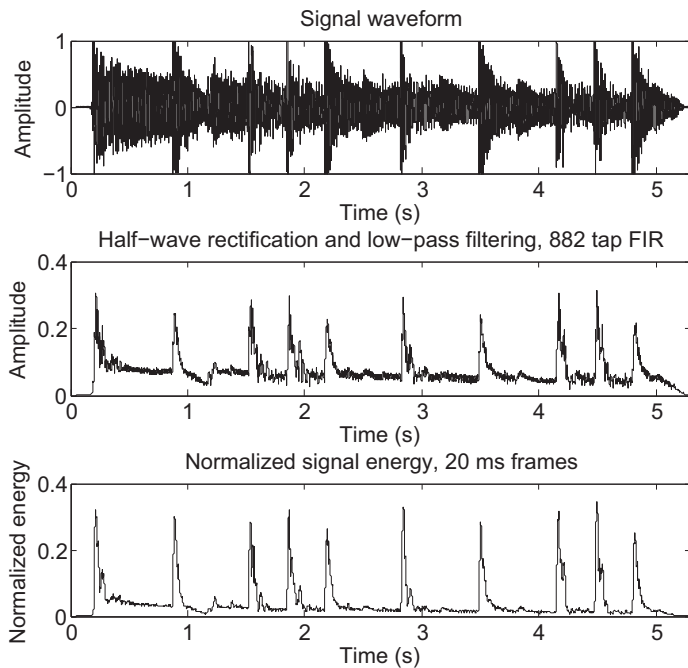 Signal waveform
Amplitude
1
0
−1
0 1 2 3 4 5
Time (s)
Half−wave rectification and low−pass filtering, 882 tap FIR
Amplitude
0.4
0.2
0
0 1 2 3 4 5
Time (s)
Normalized signal energy, 20 ms frames
Normalized energy
0.4
0.2
0
0 1 2 3 4 5
Time (s)